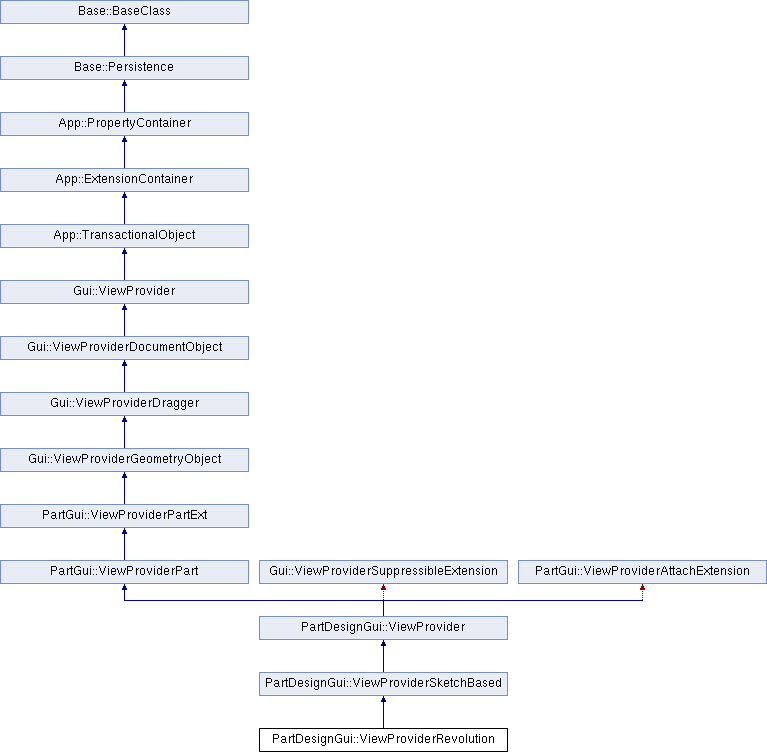 Base::BaseClass
Base::Persistence
App::PropertyContainer
App::ExtensionContainer
App::TransactionalObject
Gui::ViewProvider
Gui::ViewProviderDocumentObject
Gui::ViewProviderDragger
Gui::ViewProviderGeometryObject
PartGui::ViewProviderPartExt
PartGui::ViewProviderPart
Gui::ViewProviderSuppressibleExtension
PartGui::ViewProviderAttachExtension
PartDesignGui::ViewProvider
PartDesignGui::ViewProviderSketchBased
PartDesignGui::ViewProviderRevolution